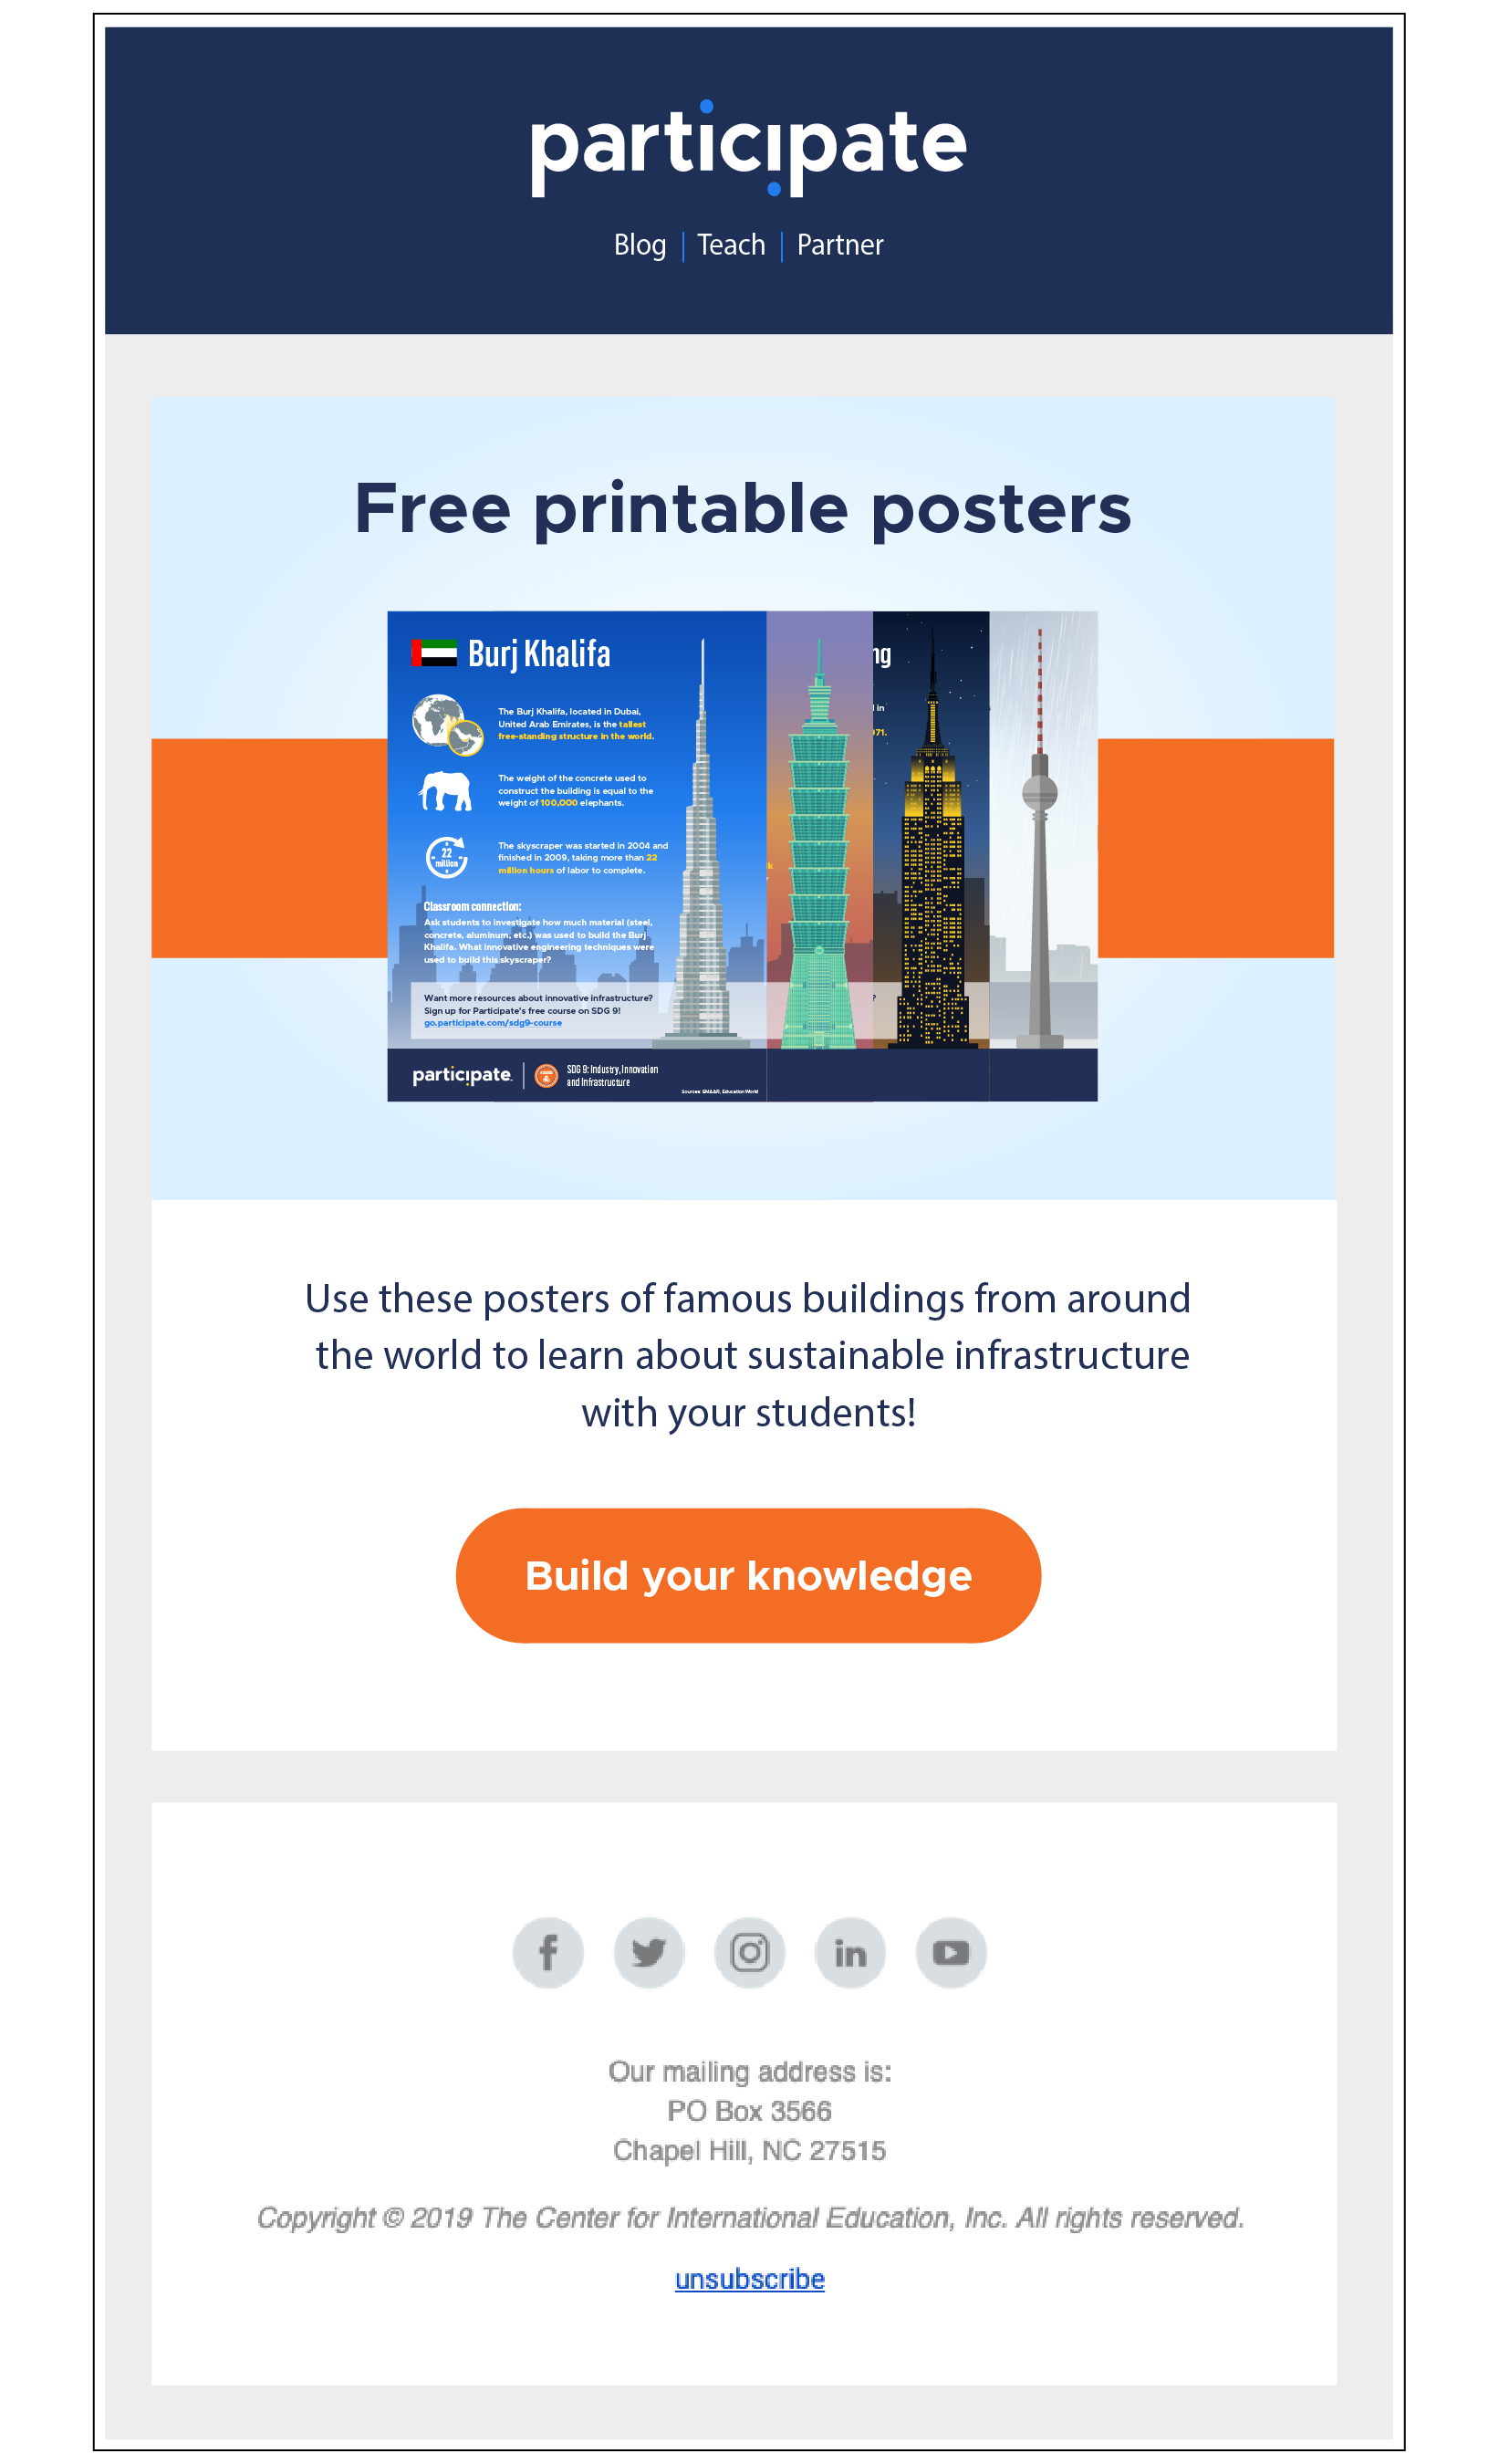 participate
Blog | Teach | Partner
Free printable posters
Burj Khalifa
The Burj Khalifa, located in Dubai,
United Arab Emirates, is the tallest
free-standing structure in the world.
The weight of the concrete used to
construct the building is equal to the
weight of 100,000 elephants.
22
million
The skyscraper was started in 2004 and
finished in 2009, taking more than 22
million hours of labor to complete.
Classroom connection:
Ask students to investigate how much material (steel,
concrete, aluminum, etc.) was used to build the Burj
Khalifa. What innovative engineering techniques were
used to build this skyscraper?
Want more resources about innovative infrastructure?
Sign up for Participate's free course on SDG 9!
go.participate.com/sdg9-course
participate.
SDG 9: Industry, Innovation
and Infrastructure
Sources: EMAAR, Education World
ng
in
971.
k
?
Use these posters of famous buildings from around
the world to learn about sustainable infrastructure
with your students!
Build your knowledge
Our mailing address is:
PO Box 3566
Chapel Hill, NC 27515
Copyright © 2019 The Center for International Education, Inc. All rights reserved.
unsubscribe